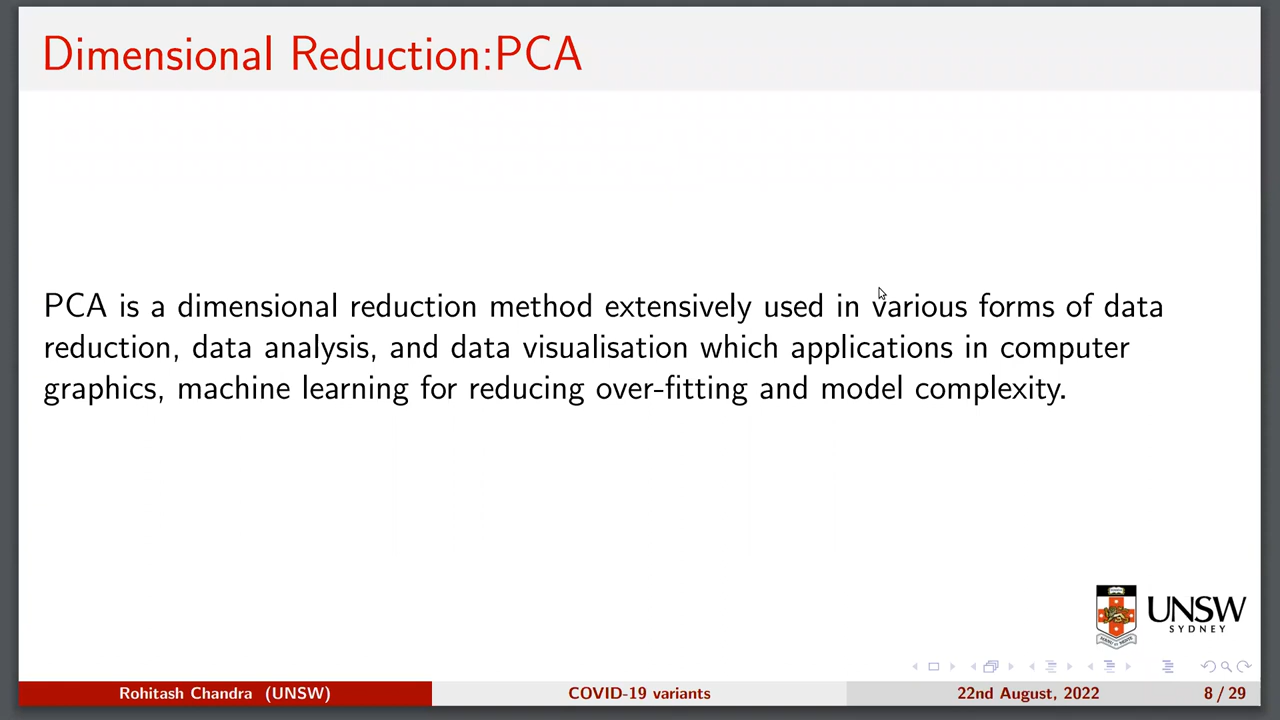 Dimensional Reduction:PCA
PCA is a dimensional reduction method extensively used in various forms of data
reduction, data analysis, and data visualisation which applications in computer
graphics, machine learning for reducing over-fitting and model complexity.
UNSW
SYDNEY
Rohitash Chandra (UNSW)
COVID-19 variants
22nd August, 2022
8 / 29